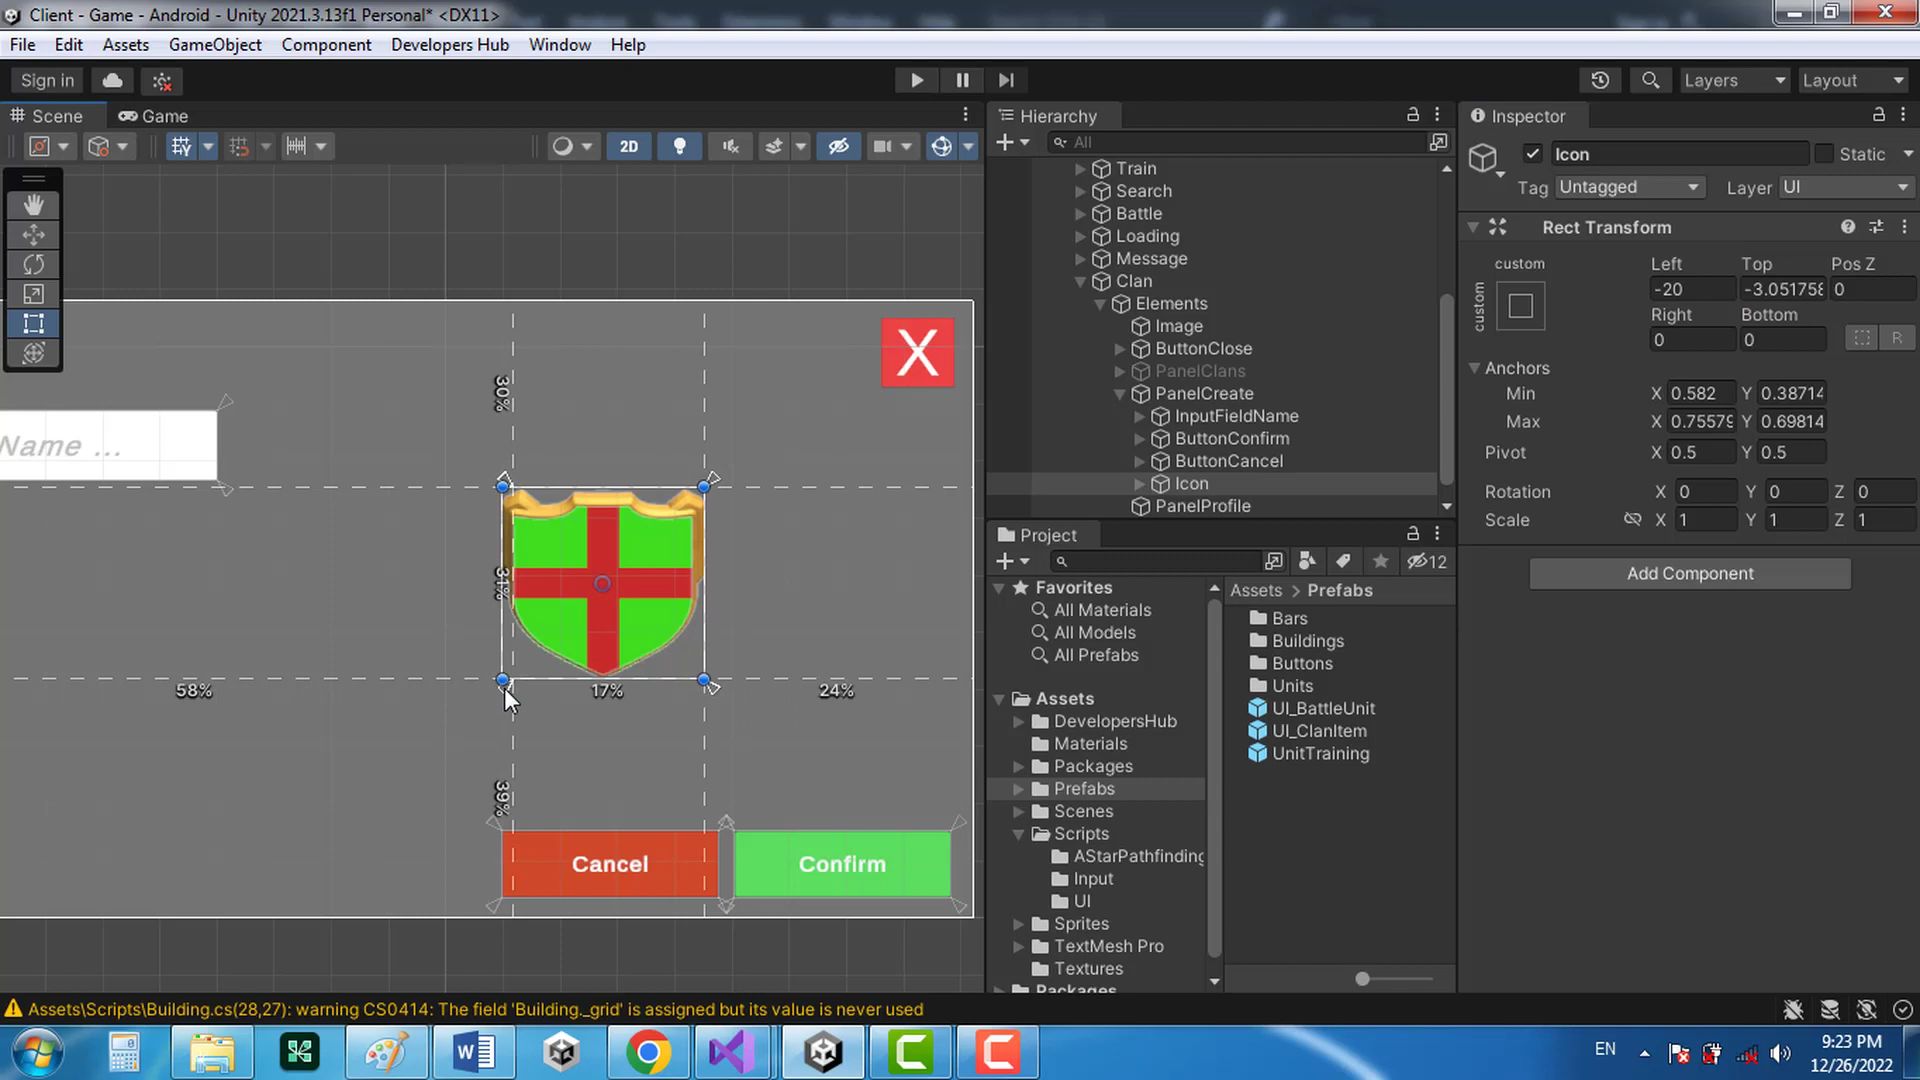 Client - Game - Android - Unity 2021.3.13f1 Personal* <DX11>
File Edit Assets GameObject Component Developers Hub Window Help
Sign in
Layers
Layout
Scene
Game
2D
Name ...
X
30%
31%
39%
58%
17%
24%
Cancel
Confirm
Hierarchy
All
Train
Search
Battle
Loading
Message
Clan
Elements
Image
ButtonClose
PanelClans
PanelCreate
InputFieldName
ButtonConfirm
ButtonCancel
Icon
PanelProfile
Project
12
Favorites
All Materials
All Models
All Prefabs
Assets
DevelopersHub
Materials
Packages
Prefabs
Scenes
Scripts
AStarPathfinding
Input
UI
Sprites
TextMesh Pro
Textures
Packages
Assets > Prefabs
Bars
Buildings
Buttons
Units
UI_BattleUnit
UI_ClanItem
UnitTraining
Inspector
Icon
Static
Tag Untagged Layer UI
Rect Transform
custom
custom
Left Top Pos Z
-20 -3.051758 0
Right Bottom
0 0
R
Anchors
Min X 0.582 Y 0.38714
Max X 0.75579 Y 0.69814
Pivot X 0.5 Y 0.5
Rotation X 0 Y 0 Z 0
Scale X 1 Y 1 Z 1
Add Component
Assets\Scripts\Building.cs(28,27): warning CS0414: The field 'Building._grid' is assigned but its value is never used
EN
9:23 PM
12/26/2022